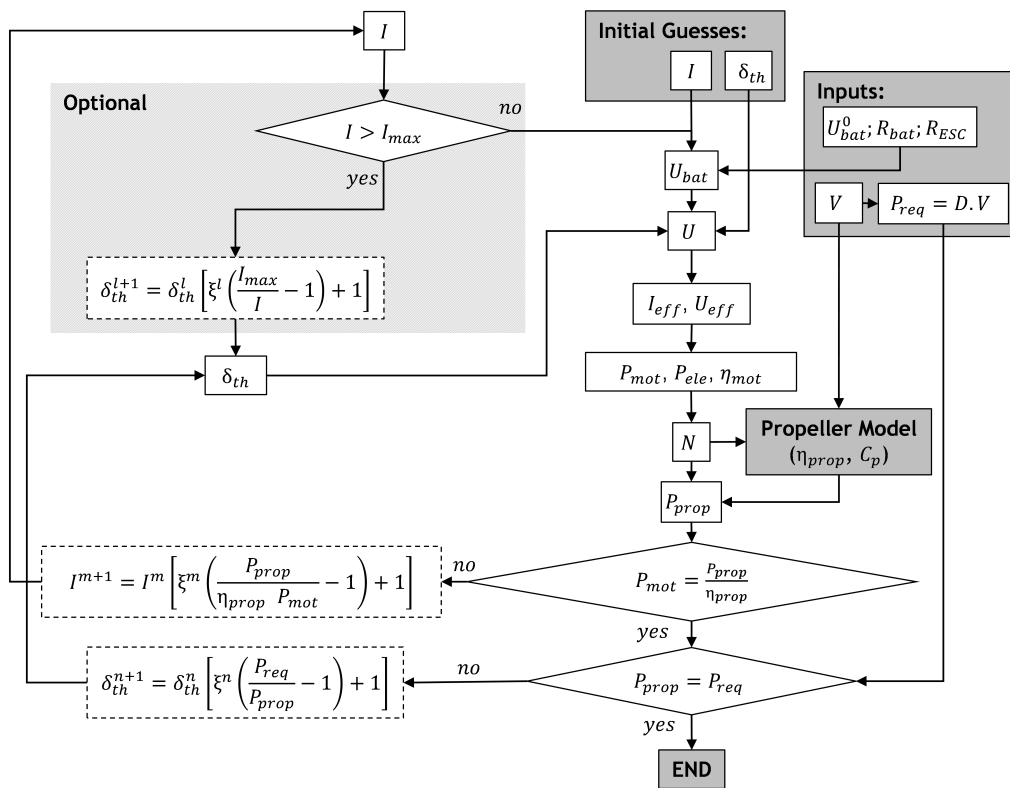 I
Initial Guesses:
I
δ_th
Inputs:
U_bat^0; R_bat; R_ESC
V
P_req = D.V
Optional
I > I_max
no
yes
U_bat
U
δ_th^{l+1} = δ_th^l [ξ^l (I_max/I − 1) + 1]
I_eff, U_eff
δ_th
P_mot, P_ele, η_mot
N
Propeller Model
(η_prop, C_p)
P_prop
I^{m+1} = I^m [ξ^m (P_prop/(η_prop P_mot) − 1) + 1]
no
P_mot = P_prop/η_prop
yes
δ_th^{n+1} = δ_th^n [ξ^n (P_req/P_prop − 1) + 1]
no
P_prop = P_req
yes
END